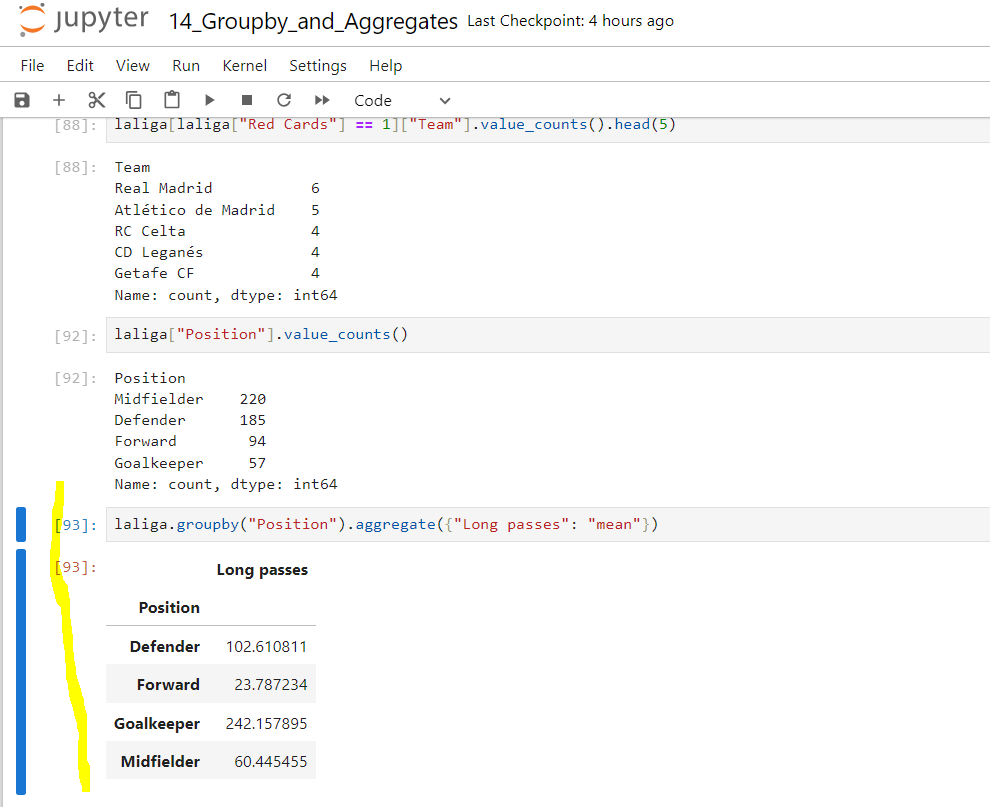 jupyter 14_Groupby_and_Aggregates Last Checkpoint: 4 hours ago
File Edit View Run Kernel Settings Help
Code
[88]: laliga[laliga["Red Cards"] == 1]["Team"].value_counts().head(5)
[88]: Team
Real Madrid 6
Atlético de Madrid 5
RC Celta 4
CD Leganés 4
Getafe CF 4
Name: count, dtype: int64
[92]: laliga["Position"].value_counts()
[92]: Position
Midfielder 220
Defender 185
Forward 94
Goalkeeper 57
Name: count, dtype: int64
[93]: laliga.groupby("Position").aggregate({"Long passes": "mean"})
[93]: Long passes
Position
Defender 102.610811
Forward 23.787234
Goalkeeper 242.157895
Midfielder 60.445455